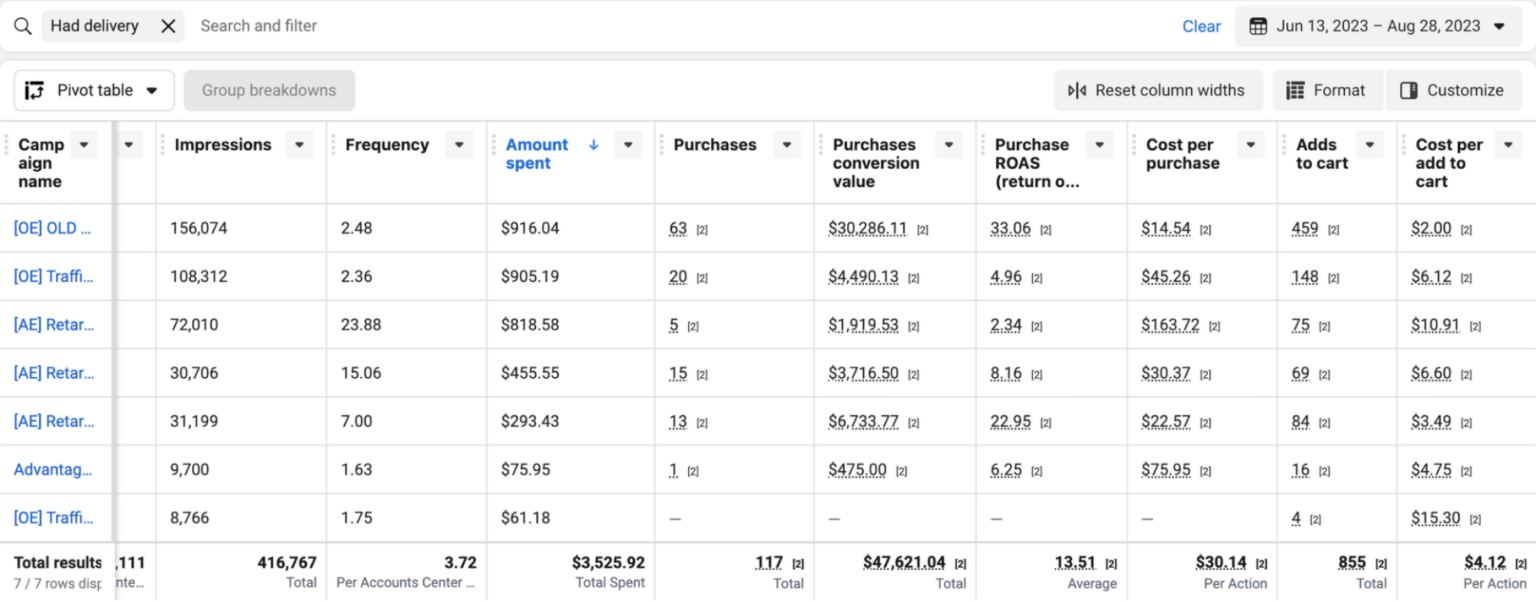 Had delivery Search and filter Clear Jun 13, 2023 – Aug 28, 2023
Pivot table Group breakdowns Reset column widths Format Customize
Camp
aign
name
Impressions
Frequency
Amount
spent
Purchases
Purchases
conversion
value
Purchase
ROAS
(return o...
Cost per
purchase
Adds
to cart
Cost per
add to
cart
[OE] OLD ... 156,074 2.48 $916.04 63 [2] $30,286.11 [2] 33.06 [2] $14.54 [2] 459 [2] $2.00 [2]
[OE] Traffi... 108,312 2.36 $905.19 20 [2] $4,490.13 [2] 4.96 [2] $45.26 [2] 148 [2] $6.12 [2]
[AE] Retar... 72,010 23.88 $818.58 5 [2] $1,919.53 [2] 2.34 [2] $163.72 [2] 75 [2] $10.91 [2]
[AE] Retar... 30,706 15.06 $455.55 15 [2] $3,716.50 [2] 8.16 [2] $30.37 [2] 69 [2] $6.60 [2]
[AE] Retar... 31,199 7.00 $293.43 13 [2] $6,733.77 [2] 22.95 [2] $22.57 [2] 84 [2] $3.49 [2]
Advantag... 9,700 1.63 $75.95 1 [2] $475.00 [2] 6.25 [2] $75.95 [2] 16 [2] $4.75 [2]
[OE] Traffi... 8,766 1.75 $61.18 — — — — 4 [2] $15.30 [2]
Total results ,111 416,767 3.72 $3,525.92 117 [2] $47,621.04 [2] 13.51 [2] $30.14 [2] 855 [2] $4.12 [2]
7 / 7 rows disp nte... Total Per Accounts Center ... Total Spent Total Total Average Per Action Total Per Action